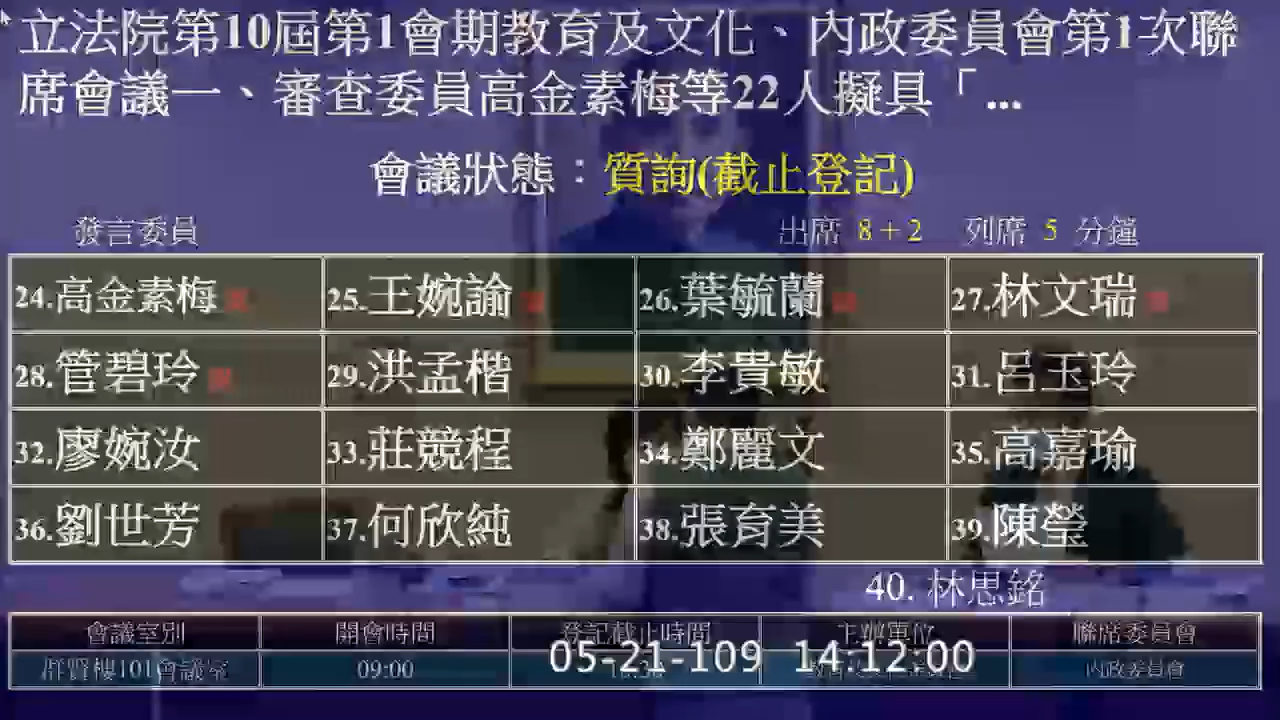 立法院第10屆第1會期教育及文化、內政委員會第1次聯
席會議一、審查委員高金素梅等22人擬具「...
會議狀態：質詢(截止登記)
發言委員 出席 8+2 列席 5 分鐘
24.高金素梅 25.王婉諭 26.葉毓蘭 27.林文瑞
28.管碧玲 29.洪孟楷 30.李貴敏 31.呂玉玲
32.廖婉汝 33.莊競程 34.鄭麗文 35.高嘉瑜
36.劉世芳 37.何欣純 38.張育美 39.陳瑩
40. 林思銘
會議室別 開會時間 登記截止時間 主辦單位 聯席委員會
群賢樓101會議室 09:00 內政委員會
05-21-109 14:12:00